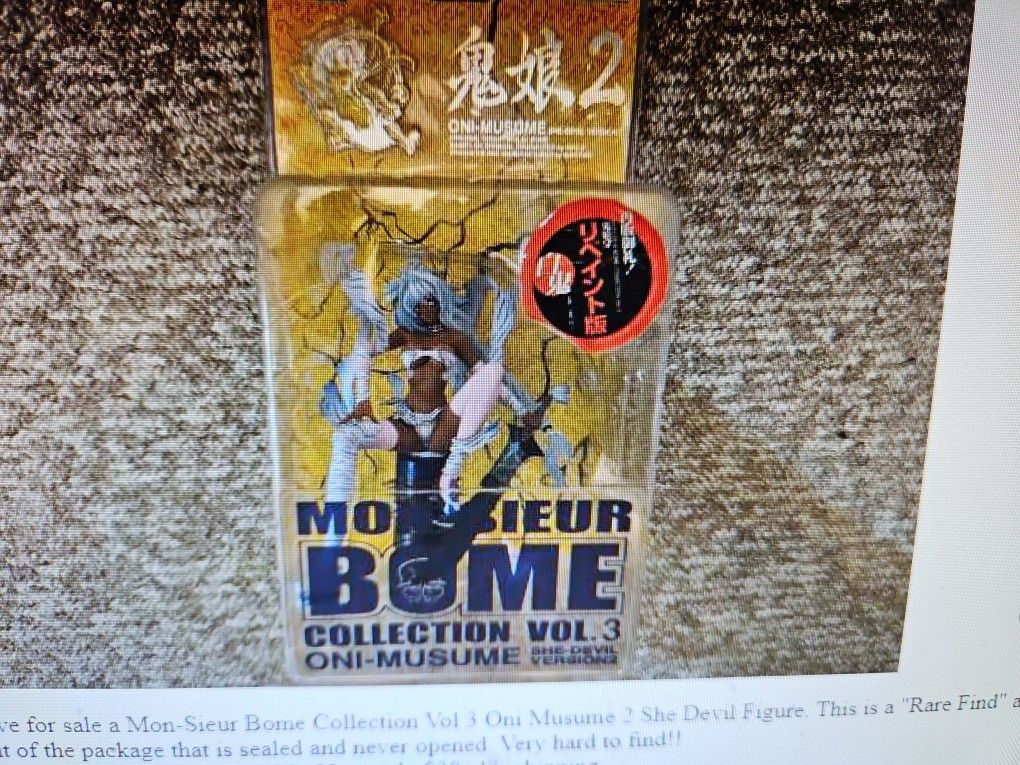 鬼娘2
ONI-MUSUME
リペイント版
MON-SIEUR
BOME
COLLECTION VOL.3
ONI-MUSUME SHE-DEVIL
VERSION2
ve for sale a Mon-Sieur Bome Collection Vol 3 Oni Musume 2 She Devil Figure. This is a "Rare Find" a
nt of the package that is sealed and never opened. Very hard to find!!